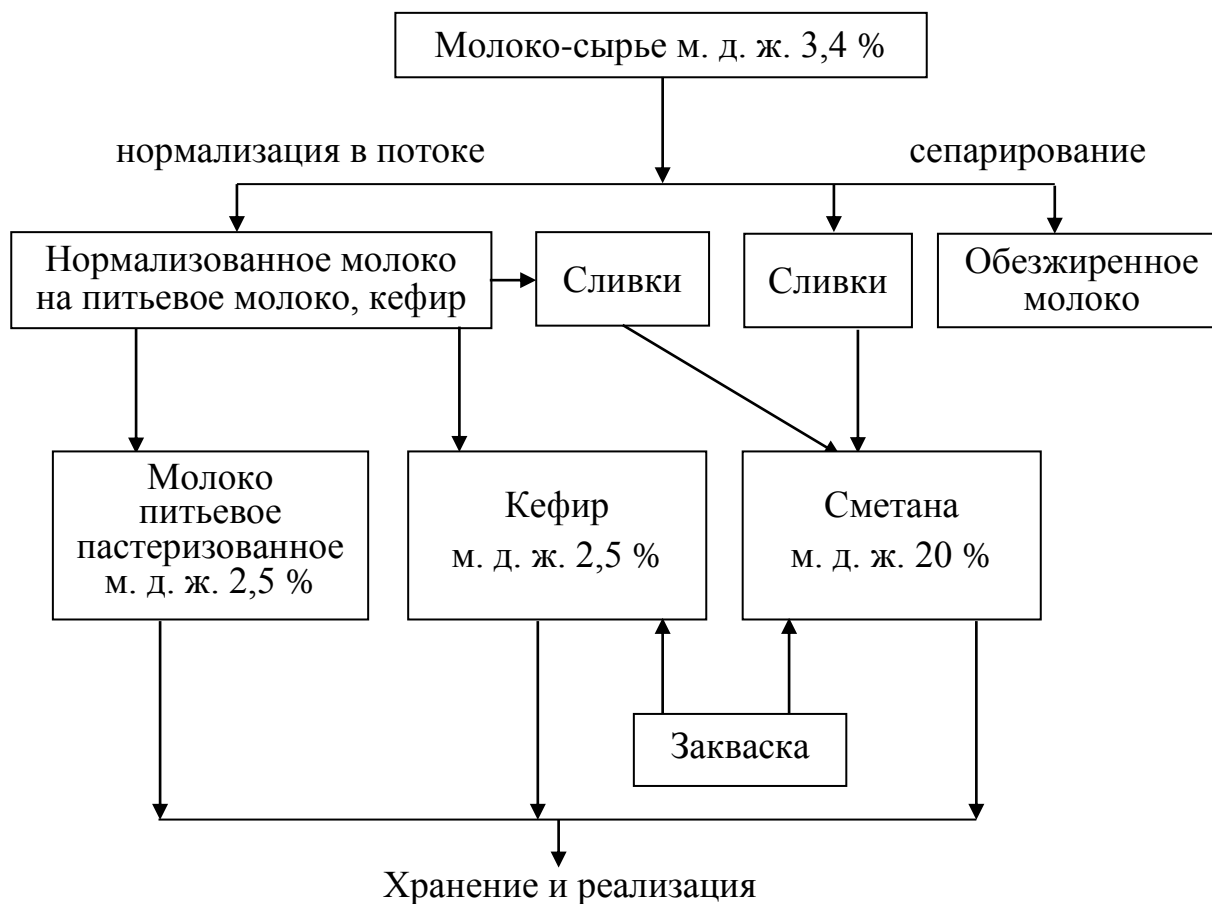 Молоко-сырье м. д. ж. 3,4 %
нормализация в потоке
сепарирование
Нормализованное молоко
на питьевое молоко, кефир
Сливки
Сливки
Обезжиренное
молоко
Молоко
питьевое
пастеризованное
м. д. ж. 2,5 %
Кефир
м. д. ж. 2,5 %
Сметана
м. д. ж. 20 %
Закваска
Хранение и реализация